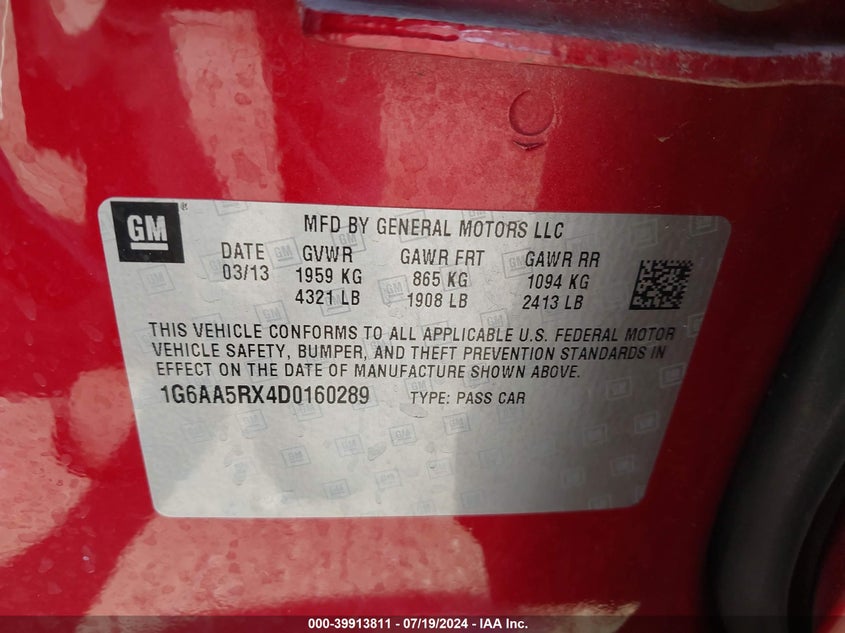 GM
MFD BY GENERAL MOTORS LLC
DATE GVWR GAWR FRT GAWR RR
03/13 1959 KG 865 KG 1094 KG
4321 LB 1908 LB 2413 LB
THIS VEHICLE CONFORMS TO ALL APPLICABLE U.S. FEDERAL MOTOR
VEHICLE SAFETY, BUMPER, AND THEFT PREVENTION STANDARDS IN
EFFECT ON THE DATE OF MANUFACTURE SHOWN ABOVE.
1G6AA5RX4D0160289 TYPE: PASS CAR
000-39913811 / 07/19/2024 - IAA Inc.